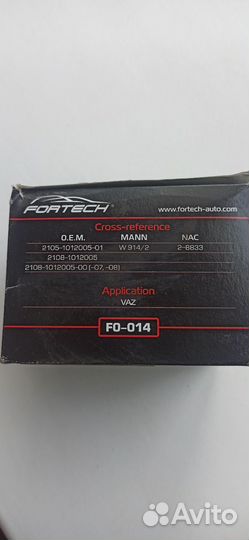 FORTECH
www.fortech-auto.com
Cross-reference
O.E.M. MANN NAC
2105-1012005-01 W 914/2 2-8833
2108-1012005
2108-1012005-00 (-07, -08)
Application
VAZ
FO-014
Avito